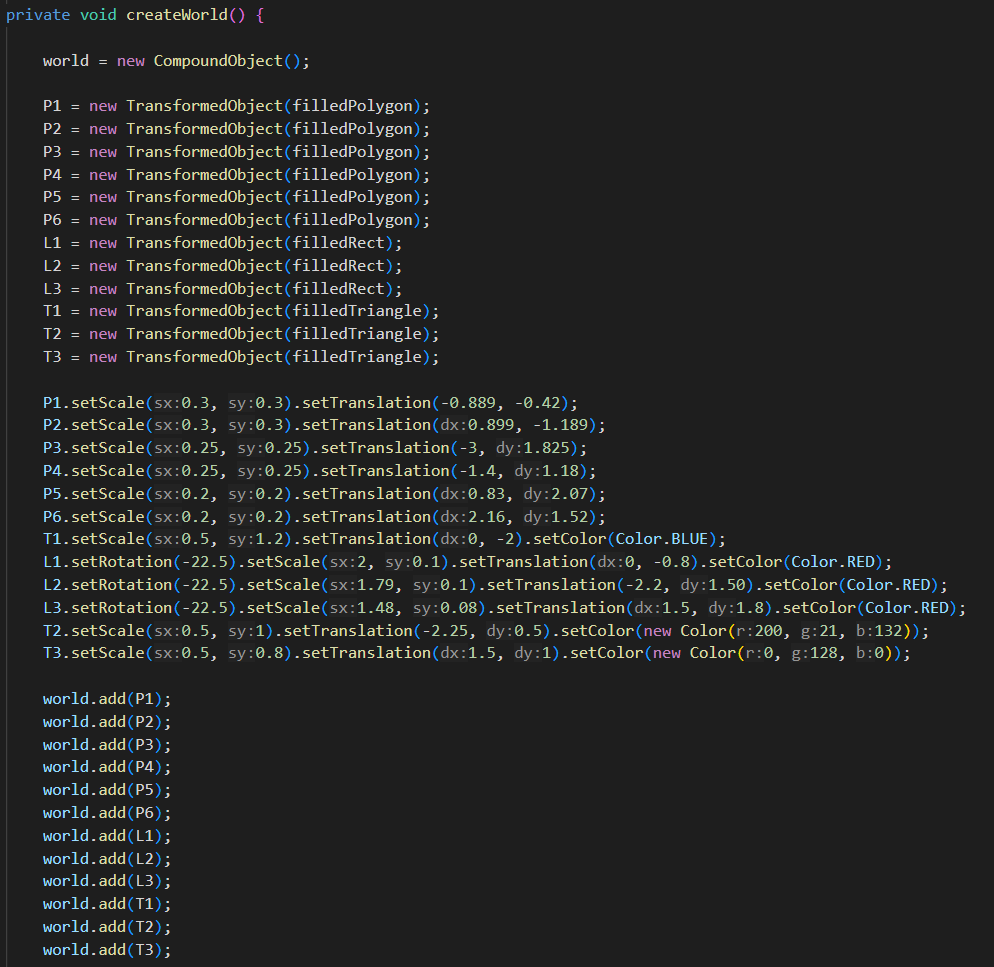 private void createWorld() {
world = new CompoundObject();
P1 = new TransformedObject(filledPolygon);
P2 = new TransformedObject(filledPolygon);
P3 = new TransformedObject(filledPolygon);
P4 = new TransformedObject(filledPolygon);
P5 = new TransformedObject(filledPolygon);
P6 = new TransformedObject(filledPolygon);
L1 = new TransformedObject(filledRect);
L2 = new TransformedObject(filledRect);
L3 = new TransformedObject(filledRect);
T1 = new TransformedObject(filledTriangle);
T2 = new TransformedObject(filledTriangle);
T3 = new TransformedObject(filledTriangle);
P1.setScale(sx:0.3, sy:0.3).setTranslation(-0.889, -0.42);
P2.setScale(sx:0.3, sy:0.3).setTranslation(dx:0.899, -1.189);
P3.setScale(sx:0.25, sy:0.25).setTranslation(-3, dy:1.825);
P4.setScale(sx:0.25, sy:0.25).setTranslation(-1.4, dy:1.18);
P5.setScale(sx:0.2, sy:0.2).setTranslation(dx:0.83, dy:2.07);
P6.setScale(sx:0.2, sy:0.2).setTranslation(dx:2.16, dy:1.52);
T1.setScale(sx:0.5, sy:1.2).setTranslation(dx:0, -2).setColor(Color.BLUE);
L1.setRotation(-22.5).setScale(sx:2, sy:0.1).setTranslation(dx:0, -0.8).setColor(Color.RED);
L2.setRotation(-22.5).setScale(sx:1.79, sy:0.1).setTranslation(-2.2, dy:1.50).setColor(Color.RED);
L3.setRotation(-22.5).setScale(sx:1.48, sy:0.08).setTranslation(dx:1.5, dy:1.8).setColor(Color.RED);
T2.setScale(sx:0.5, sy:1).setTranslation(-2.25, dy:0.5).setColor(new Color(r:200, g:21, b:132));
T3.setScale(sx:0.5, sy:0.8).setTranslation(dx:1.5, dy:1).setColor(new Color(r:0, g:128, b:0));
world.add(P1);
world.add(P2);
world.add(P3);
world.add(P4);
world.add(P5);
world.add(P6);
world.add(L1);
world.add(L2);
world.add(L3);
world.add(T1);
world.add(T2);
world.add(T3);